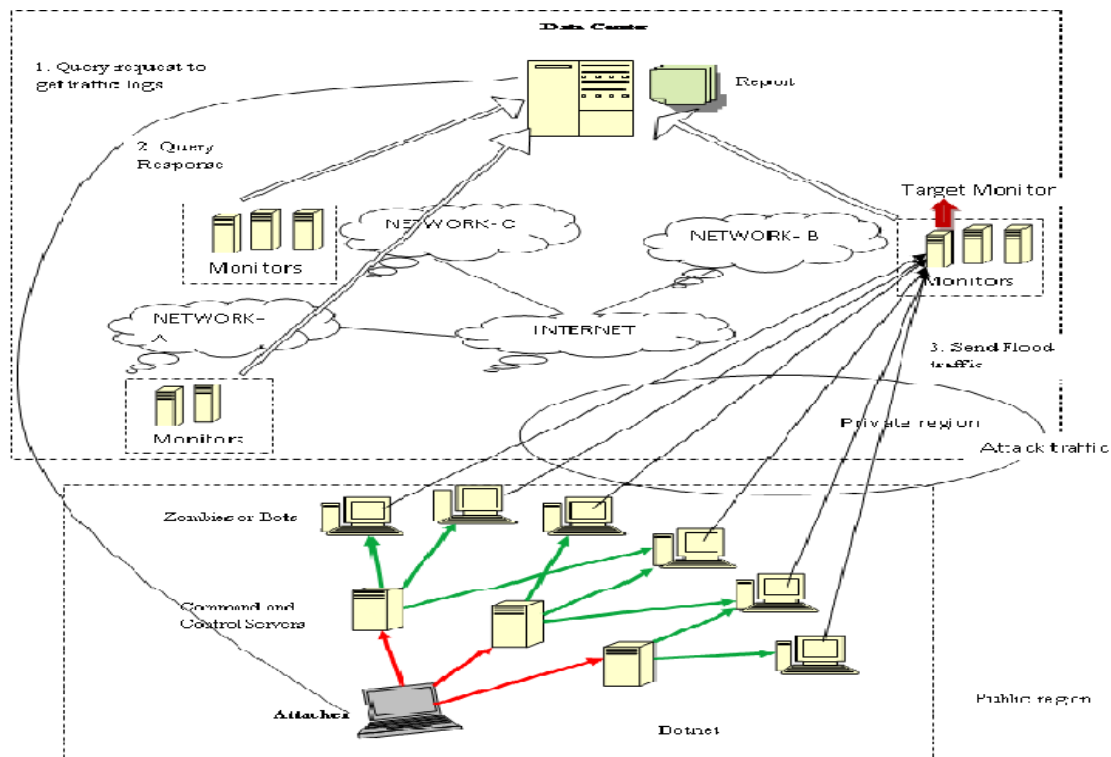 Data Center
1. Query request to
get traffic logs
Report
2. Query
Response
Target Monitor
NETWORK- C
NETWORK- B
Monitors
Monitors
NETWORK-
A
INTERNET
3. Send Flood
traffic
Monitors
Private region
Attack traffic
Zombies or Bots
Command and
Control Servers
Attacker
Botnet
Public region